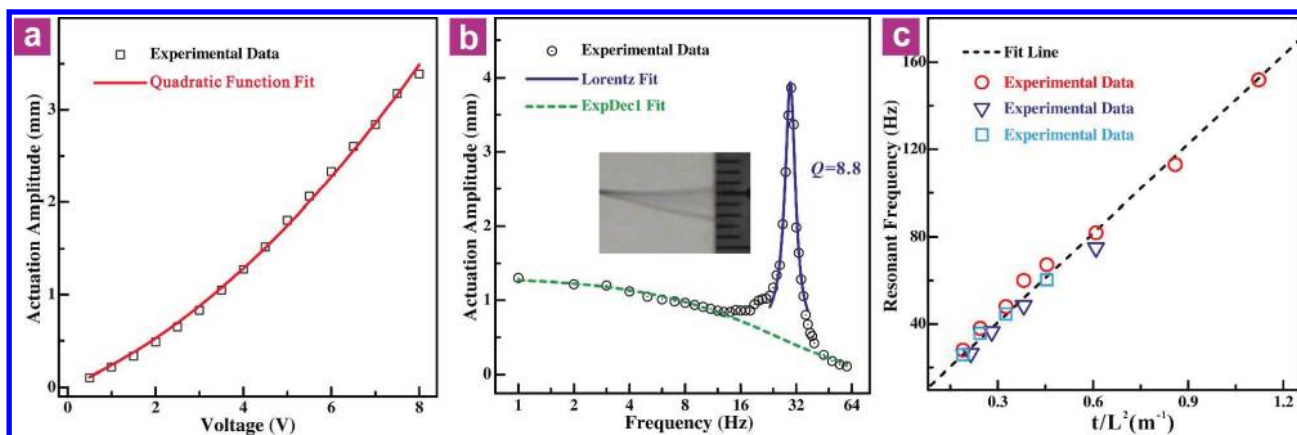 a
Experimental Data
Quadratic Function Fit
Actuation Amplitude (mm)
3
2
1
0
0 2 4 6 8
Voltage (V)
b
Experimental Data
Lorentz Fit
ExpDec1 Fit
Q=8.8
Actuation Amplitude (mm)
4
3
2
1
0
1 2 4 8 16 32 64
Frequency (Hz)
c
Fit Line
Experimental Data
Experimental Data
Experimental Data
Resonant Frequency (Hz)
160
120
80
40
0.3 0.6 0.9 1.2
t/L²(m⁻¹)